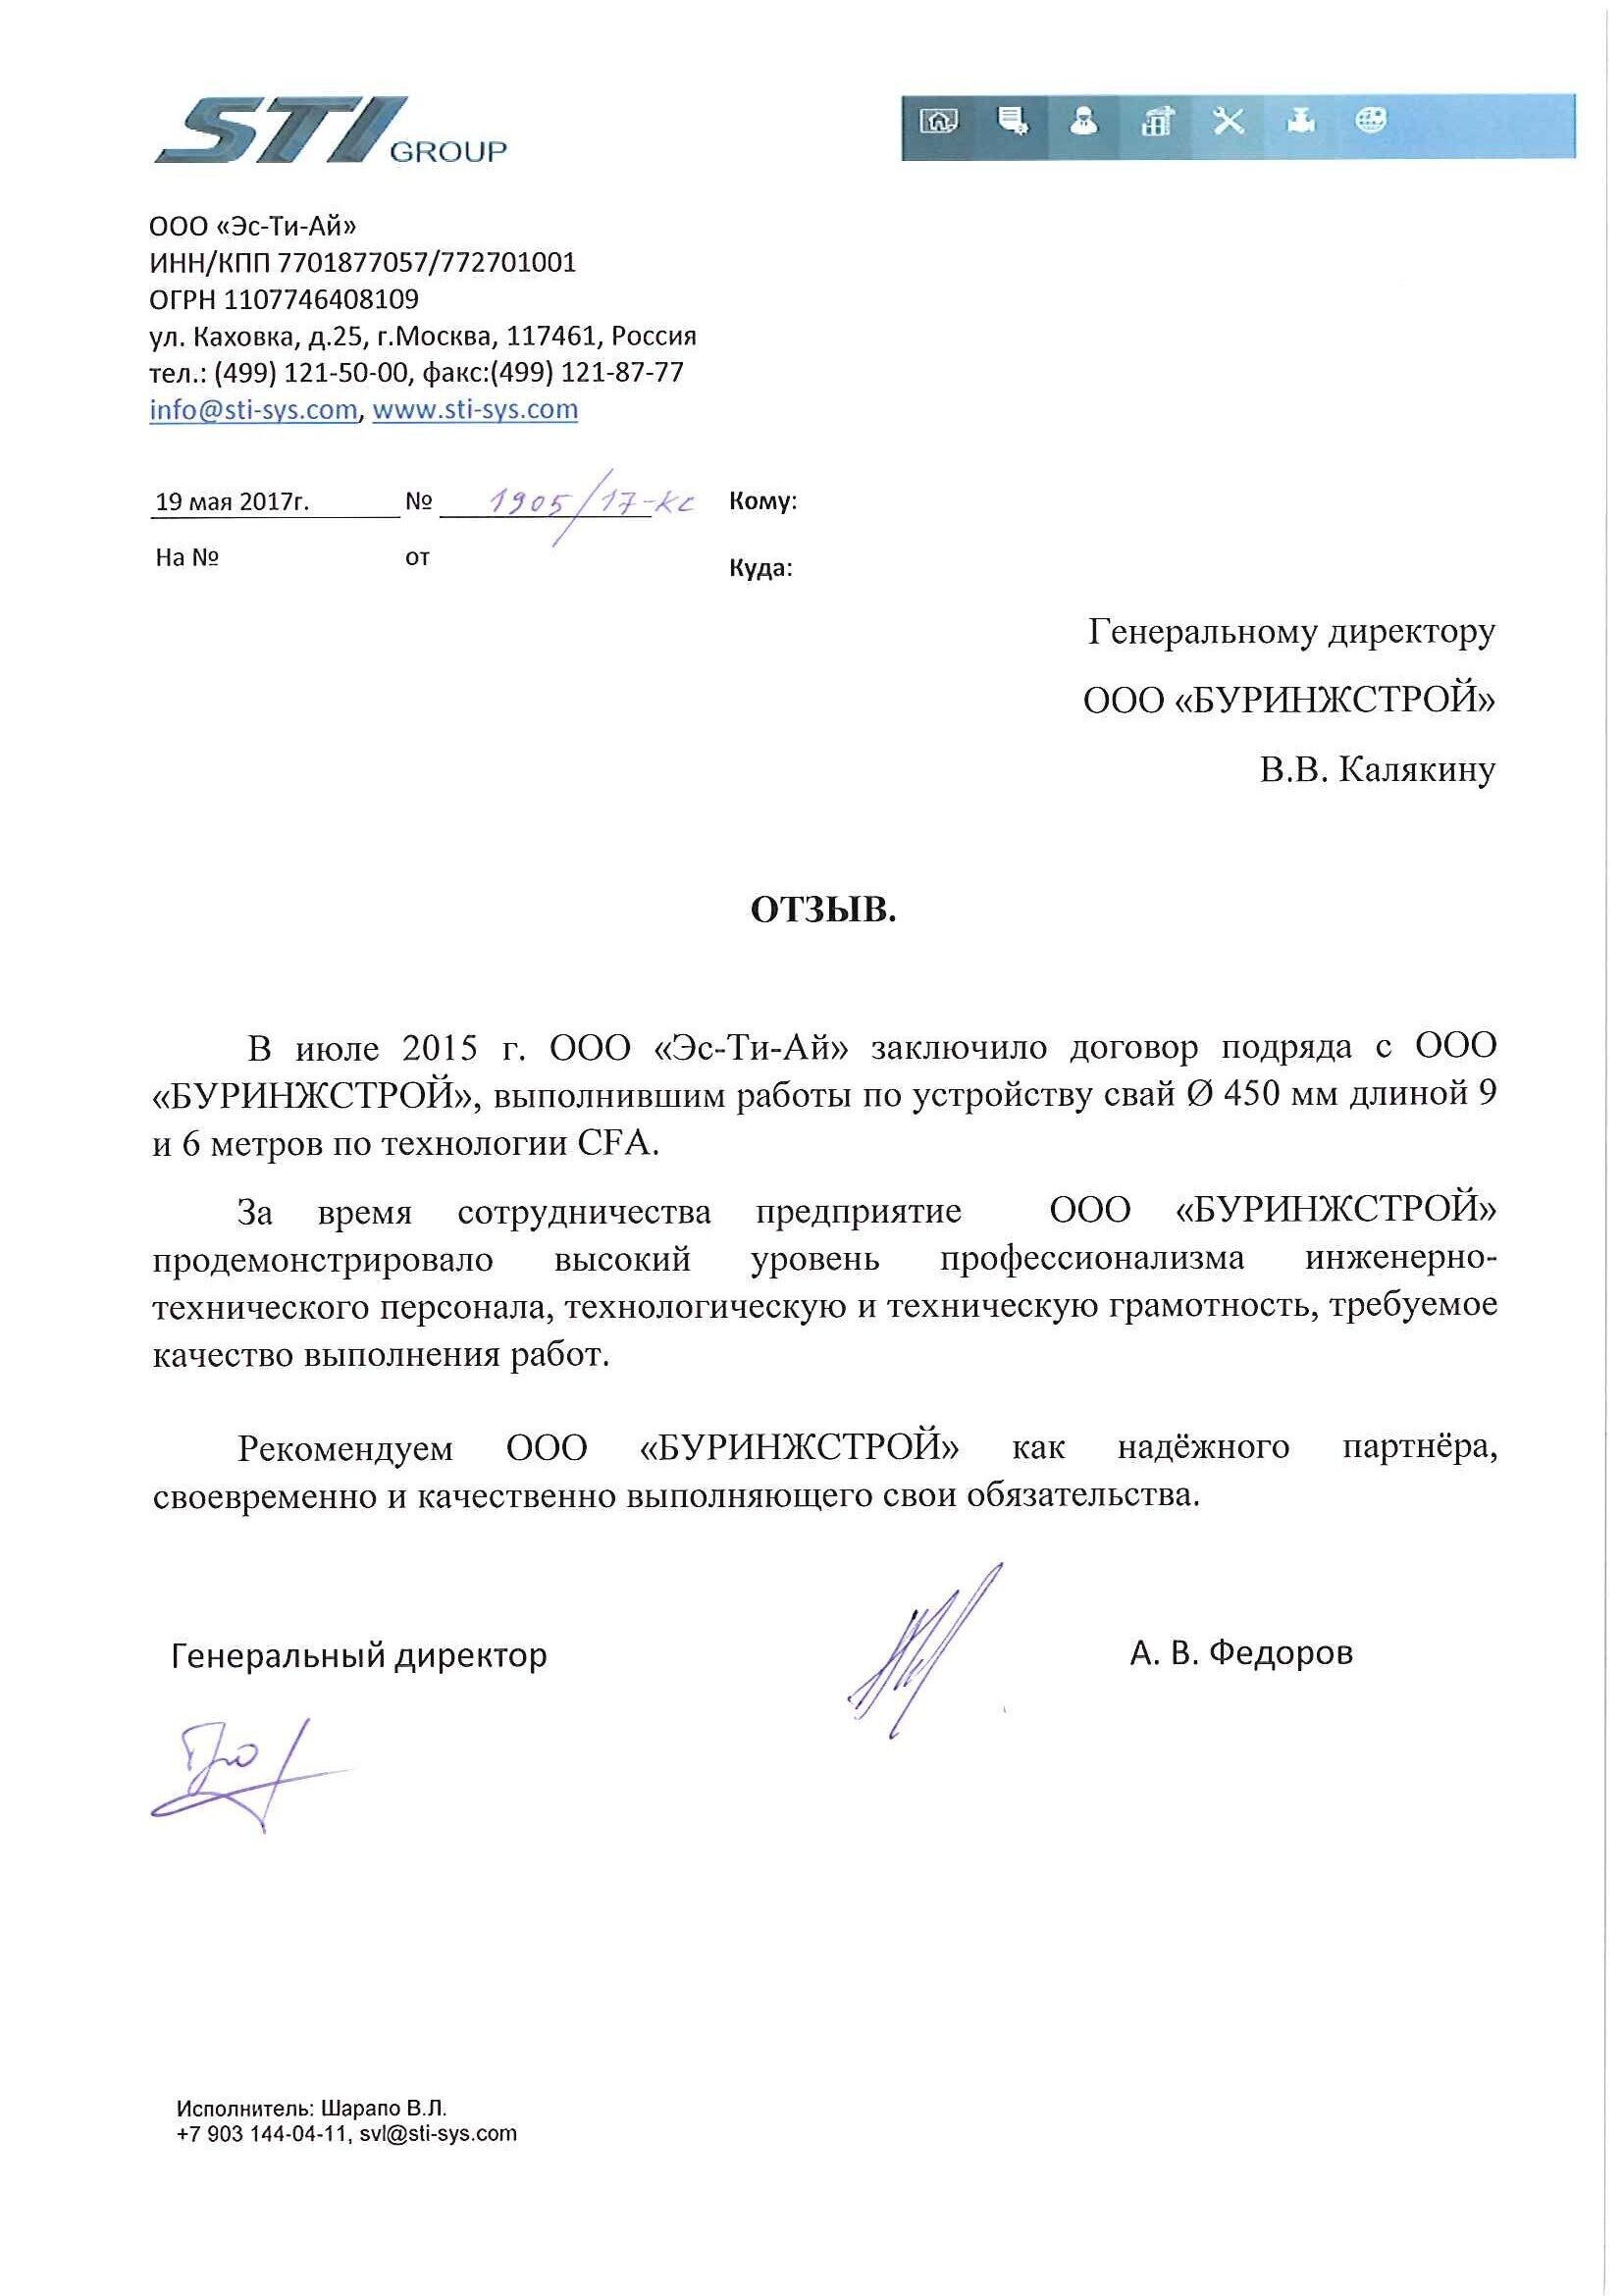 STI GROUP
ООО «Эс-Ти-Ай»
ИНН/КПП 7701877057/772701001
ОГРН 1107746408109
ул. Каховка, д.25, г.Москва, 117461, Россия
тел.: (499) 121-50-00, факс:(499) 121-87-77
info@sti-sys.com, www.sti-sys.com
19 мая 2017г. № 1905/17-КС Кому:
На № от
Куда:
Генеральному директору
ООО «БУРИНЖСТРОЙ»
В.В. Калякину
ОТЗЫВ.
В июле 2015 г. ООО «Эс-Ти-Ай» заключило договор подряда с ООО
«БУРИНЖСТРОЙ», выполнившим работы по устройству свай Ø 450 мм длиной 9
и 6 метров по технологии CFA.
За время сотрудничества предприятие ООО «БУРИНЖСТРОЙ»
продемонстрировало высокий уровень профессионализма инженерно-
технического персонала, технологическую и техническую грамотность, требуемое
качество выполнения работ.
Рекомендуем ООО «БУРИНЖСТРОЙ» как надёжного партнёра,
своевременно и качественно выполняющего свои обязательства.
Генеральный директор А. В. Федоров
Исполнитель: Шарапо В.Л.
+7 903 144-04-11, svl@sti-sys.com